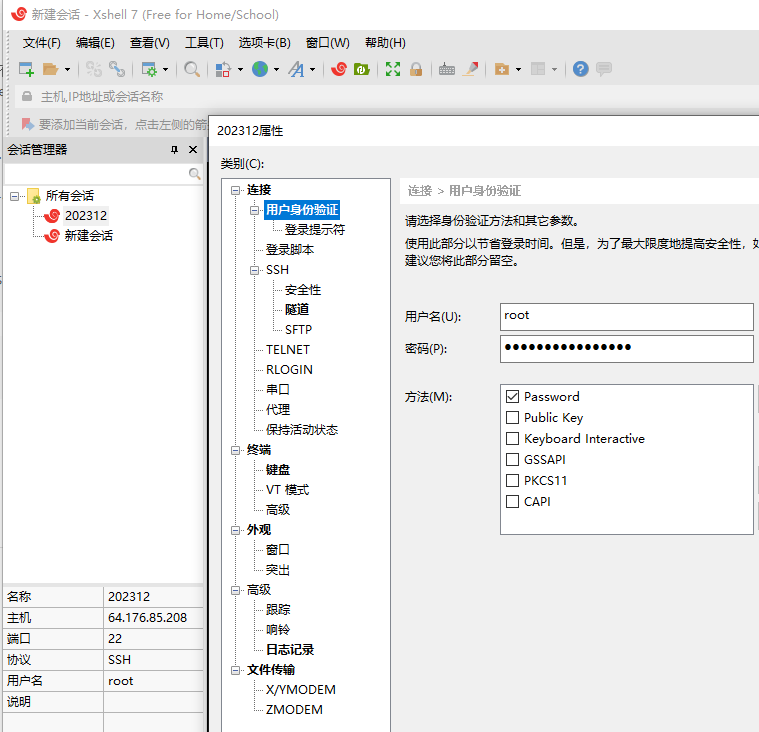 新建会话 - Xshell 7 (Free for Home/School)
文件(F) 编辑(E) 查看(V) 工具(T) 选项卡(B) 窗口(W) 帮助(H)
主机,IP地址或会话名称
要添加当前会话，点击左侧的箭
202312属性
会话管理器
类别(C):
所有会话
202312
新建会话
连接
用户身份验证
登录提示符
登录脚本
SSH
安全性
隧道
SFTP
TELNET
RLOGIN
串口
代理
保持活动状态
终端
键盘
VT 模式
高级
外观
窗口
突出
高级
跟踪
响铃
日志记录
文件传输
X/YMODEM
ZMODEM
连接 > 用户身份验证
请选择身份验证方法和其它参数。
使用此部分以节省登录时间。但是，为了最大限度地提高安全性，如
建议您将此部分留空。
用户名(U): root
密码(P): ●●●●●●●●●●●●●●●●
方法(M):
Password
Public Key
Keyboard Interactive
GSSAPI
PKCS11
CAPI
名称 202312
主机 64.176.85.208
端口 22
协议 SSH
用户名 root
说明